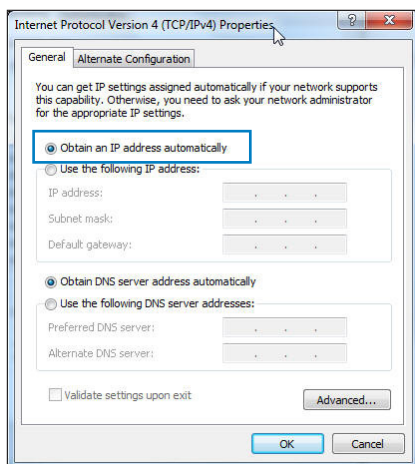 Internet Protocol Version 4 (TCP/IPv4) Properties
General
Alternate Configuration
You can get IP settings assigned automatically if your network supports
this capability. Otherwise, you need to ask your network administrator
for the appropriate IP settings.
Obtain an IP address automatically
Use the following IP address:
IP address:
Subnet mask:
Default gateway:
Obtain DNS server address automatically
Use the following DNS server addresses:
Preferred DNS server:
Alternate DNS server:
Validate settings upon exit
Advanced...
OK
Cancel